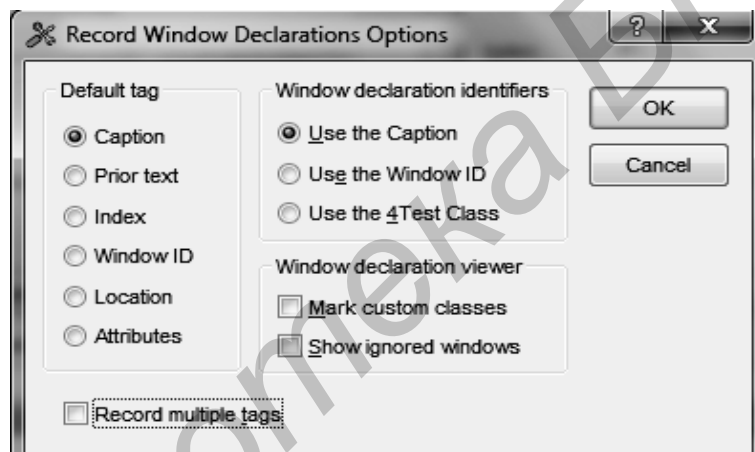 Record Window Declarations Options
Default tag
Caption
Prior text
Index
Window ID
Location
Attributes
Window declaration identifiers
Use the Caption
Use the Window ID
Use the 4Test Class
Window declaration viewer
Mark custom classes
Show ignored windows
OK
Cancel
Record multiple tags